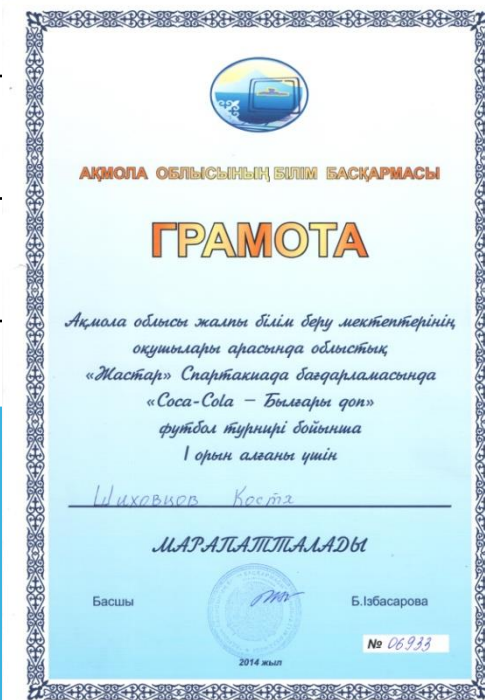 АҚМОЛА ОБЛЫСЫНЫҢ БІЛІМ БАСҚАРМАСЫ
ГРАМОТА
Ақмола облысы жалпы білім беру мектептерінің
оқушылары арасында облыстық
«Жастар» Спартакиада бағдарламасында
«Coca-Cola – Былғары доп»
футбол турнирі бойынша
I орын алғаны үшін
Шиховцов Костя
МАРАПАТТАЛАДЫ
Басшы Б.Ізбасарова
№ 06933
2014 жыл